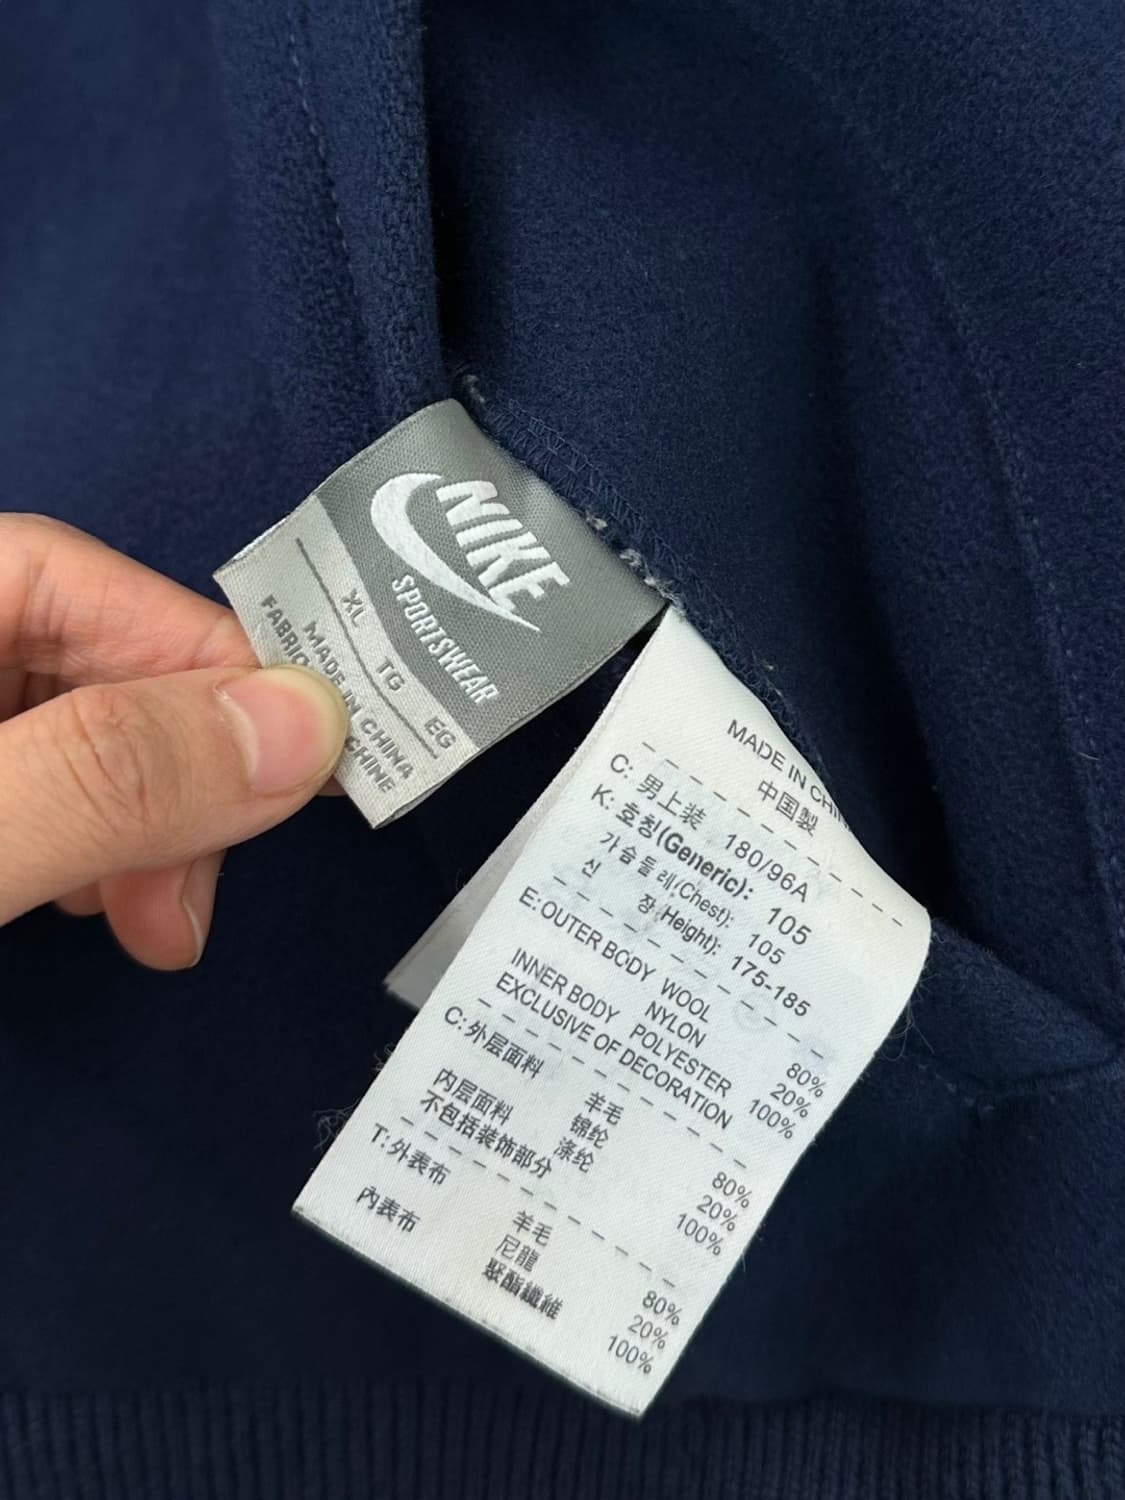 NIKE
SPORTSWEAR
XL TG EG
MADE IN CHINA
FABRI
CHINE
MADE IN CHIN
中国製
C: 男上装 180/96A
K: 호칭(Generic): 105
가슴둘레(Chest): 105
신 장(Height): 175-185
E: OUTER BODY WOOL 80%
NYLON 20%
INNER BODY POLYESTER 100%
EXCLUSIVE OF DECORATION
C: 外层面料 羊毛 80%
锦纶 20%
内层面料 涤纶 100%
不包括装饰部分
T: 外表布 羊毛 80%
尼龍 20%
內表布 聚酯纖維 100%